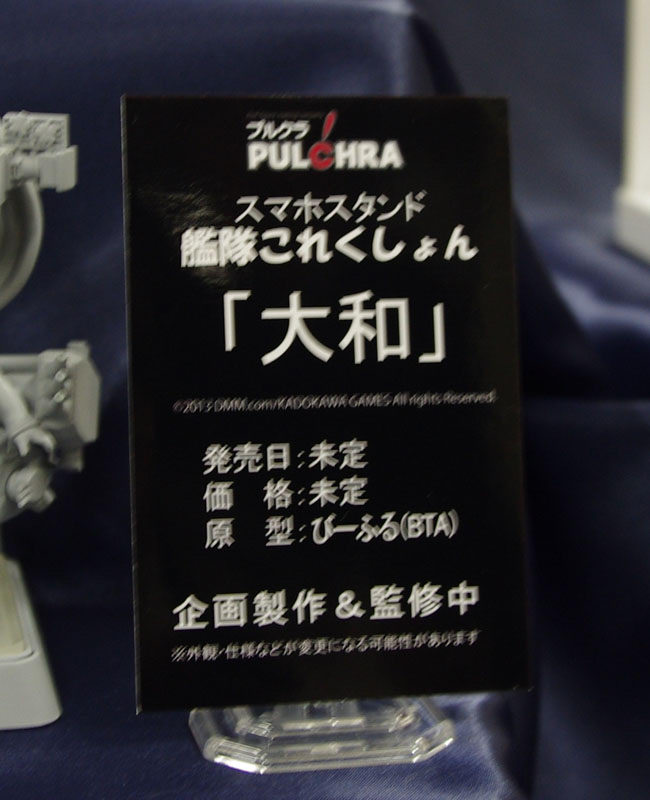 プルクラ
PULCHRA
スマホスタンド
艦隊これくしょん
「大和」
©2013 DMM.com/KADOKAWA GAMES All rights Reserved.
発売日:未定
価　格:未定
原　型:びーふる(BTA)
企画製作&監修中
※外観・仕様などが変更になる可能性があります